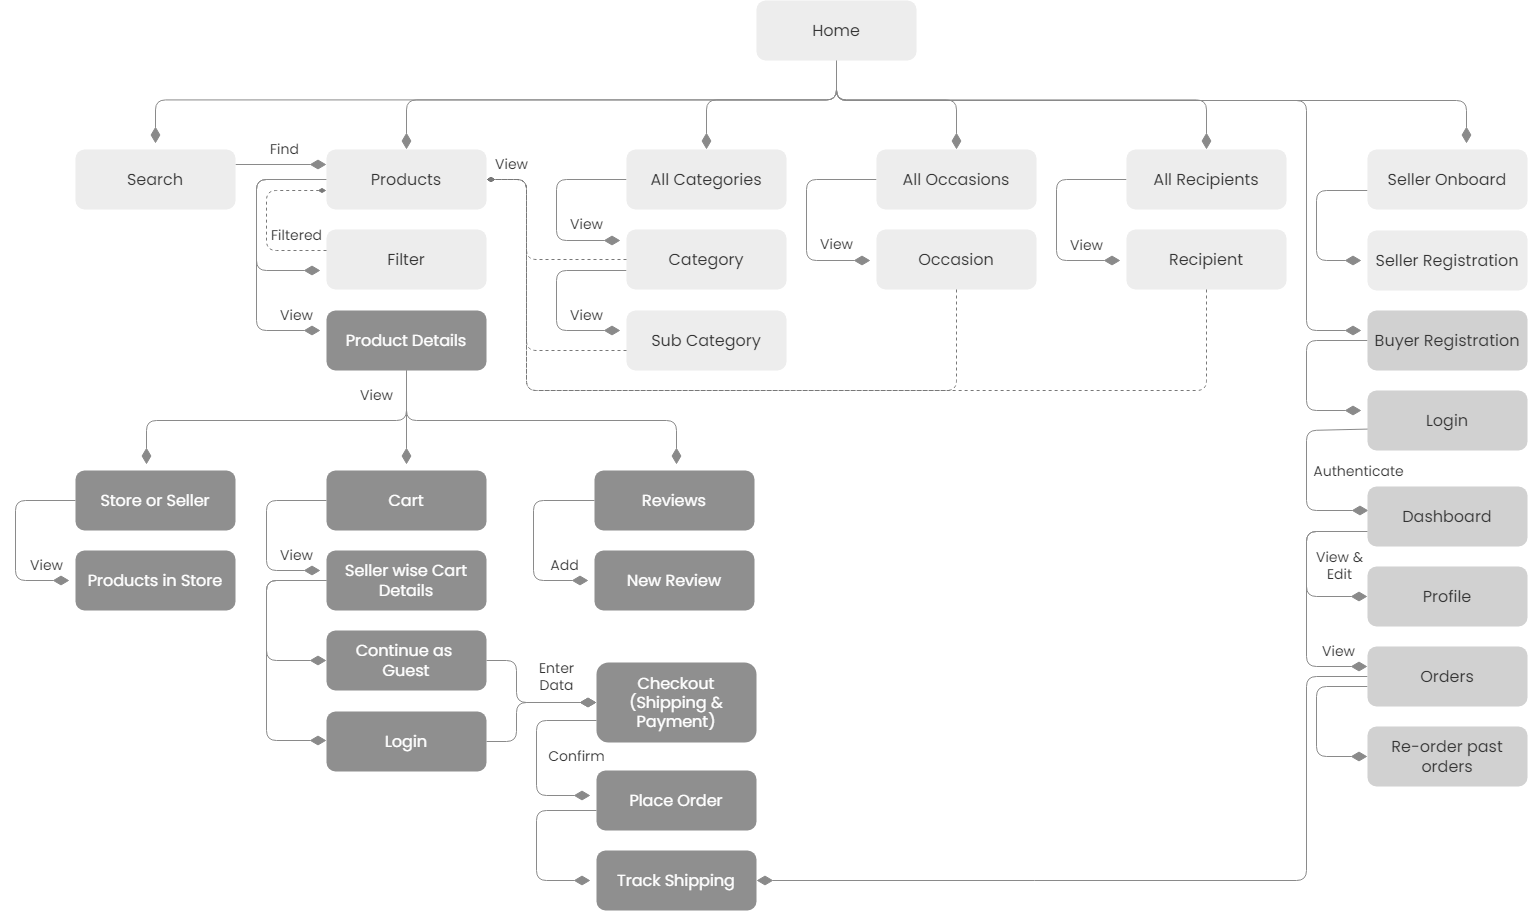 Home
Find
View
Search
Products
All Categories
All Occasions
All Recipients
Seller Onboard
Filtered
View
View
View
Filter
Category
Occasion
Recipient
Seller Registration
View
View
Product Details
Sub Category
Buyer Registration
View
Login
Authenticate
Store or Seller
Cart
Reviews
Dashboard
View
View
Add
View &
Edit
Products in Store
Seller wise Cart
Details
New Review
Profile
Continue as
Guest
Enter
Data
View
Checkout
(Shipping &
Payment)
Orders
Login
Confirm
Re-order past
orders
Place Order
Track Shipping